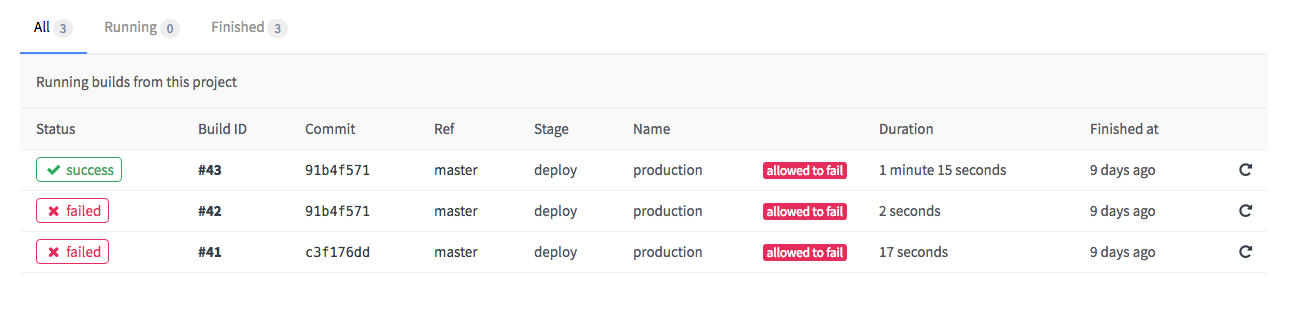 All 3 Running 0 Finished 3
Running builds from this project
Status Build ID Commit Ref Stage Name Duration Finished at
success #43 91b4f571 master deploy production allowed to fail 1 minute 15 seconds 9 days ago
failed #42 91b4f571 master deploy production allowed to fail 2 seconds 9 days ago
failed #41 c3f176dd master deploy production allowed to fail 17 seconds 9 days ago